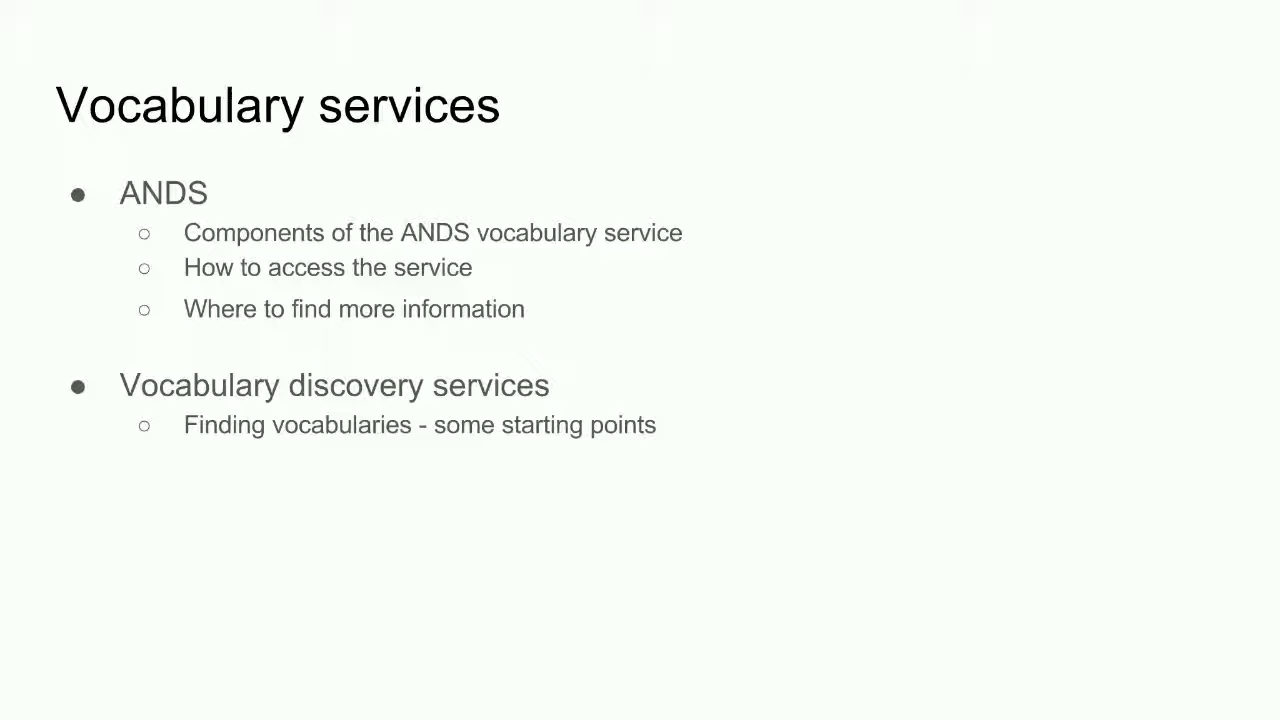 Vocabulary services
● ANDS
○ Components of the ANDS vocabulary service
○ How to access the service
○ Where to find more information
● Vocabulary discovery services
○ Finding vocabularies - some starting points